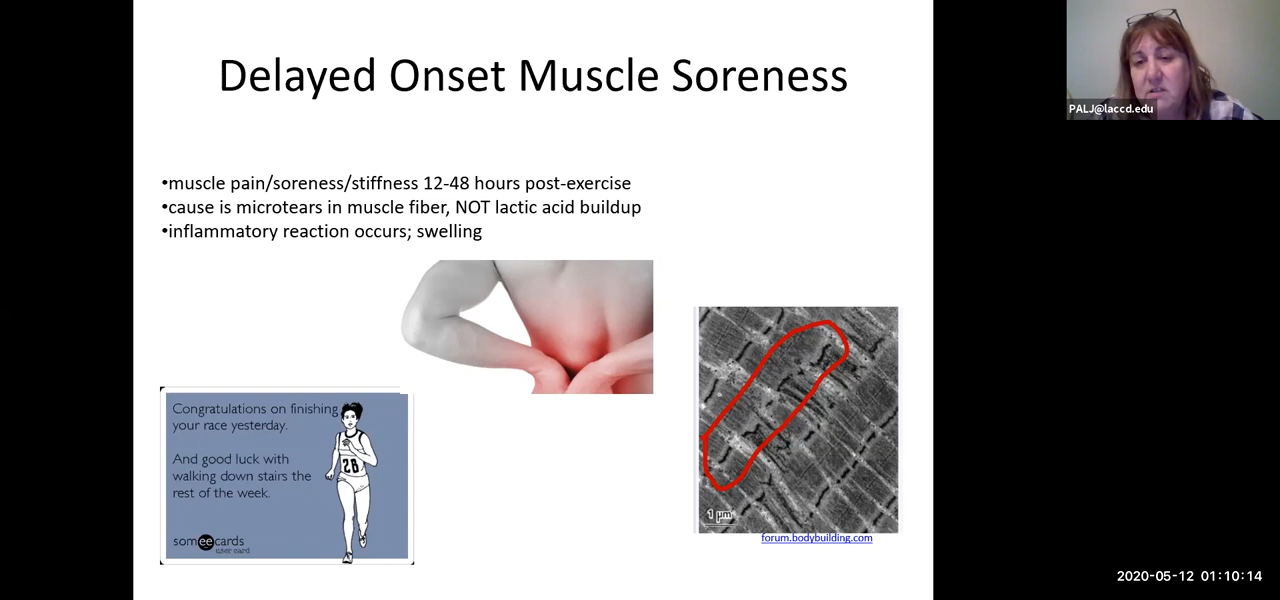 Delayed Onset Muscle Soreness
PALJ@laccd.edu
•muscle pain/soreness/stiffness 12-48 hours post-exercise
•cause is microtears in muscle fiber, NOT lactic acid buildup
•inflammatory reaction occurs; swelling
Congratulations on finishing
your race yesterday.
And good luck with
walking down stairs the
rest of the week.
28
someecards
user card
1 µm
forum.bodybuilding.com
2020-05-12 01:10:14